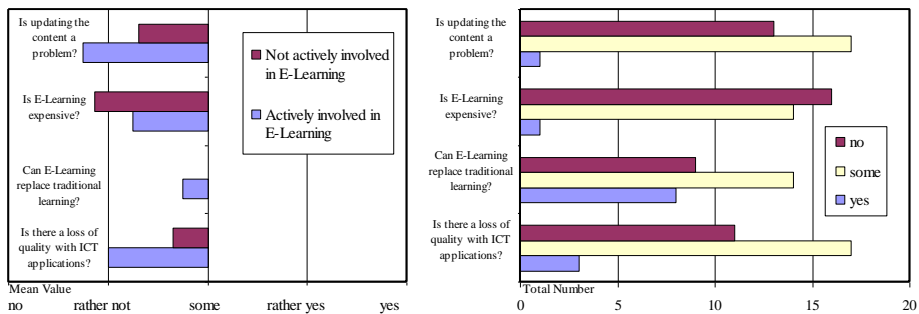 Is updating the
content a
problem?
Is E-Learning
expensive?
Can E-Learning
replace traditional
learning?
Is there a loss of
quality with ICT
applications?
Not actively involved
in E-Learning
Actively involved in
E-Learning
Mean Value
no rather not some rather yes yes
Is updating the
content a
problem?
Is E-Learning
expensive?
Can E-Learning
replace traditional
learning?
Is there a loss of
quality with ICT
applications?
no
some
yes
Total Number
0 5 10 15 20